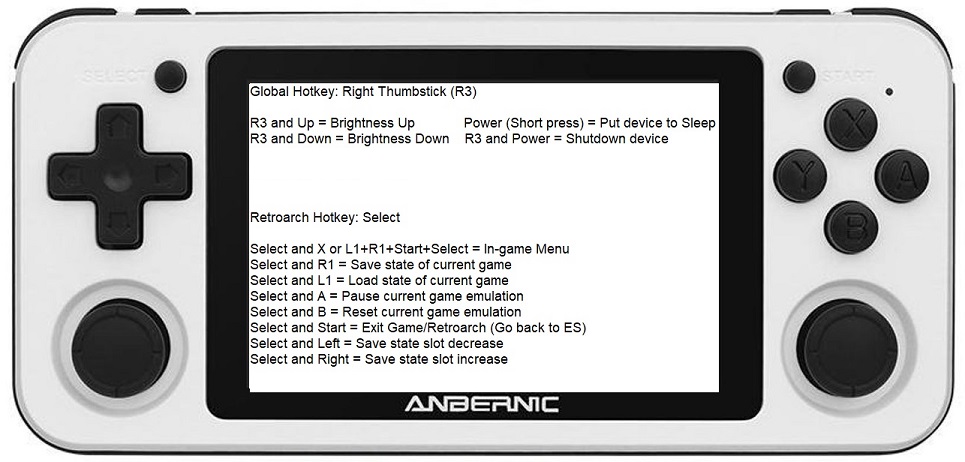 SELECT
START
Global Hotkey: Right Thumbstick (R3)
R3 and Up = Brightness Up Power (Short press) = Put device to Sleep
R3 and Down = Brightness Down R3 and Power = Shutdown device
X
Y
A
B
Retroarch Hotkey: Select
Select and X or L1+R1+Start+Select = In-game Menu
Select and R1 = Save state of current game
Select and L1 = Load state of current game
Select and A = Pause current game emulation
Select and B = Reset current game emulation
Select and Start = Exit Game/Retroarch (Go back to ES)
Select and Left = Save state slot decrease
Select and Right = Save state slot increase
ANBERNIC